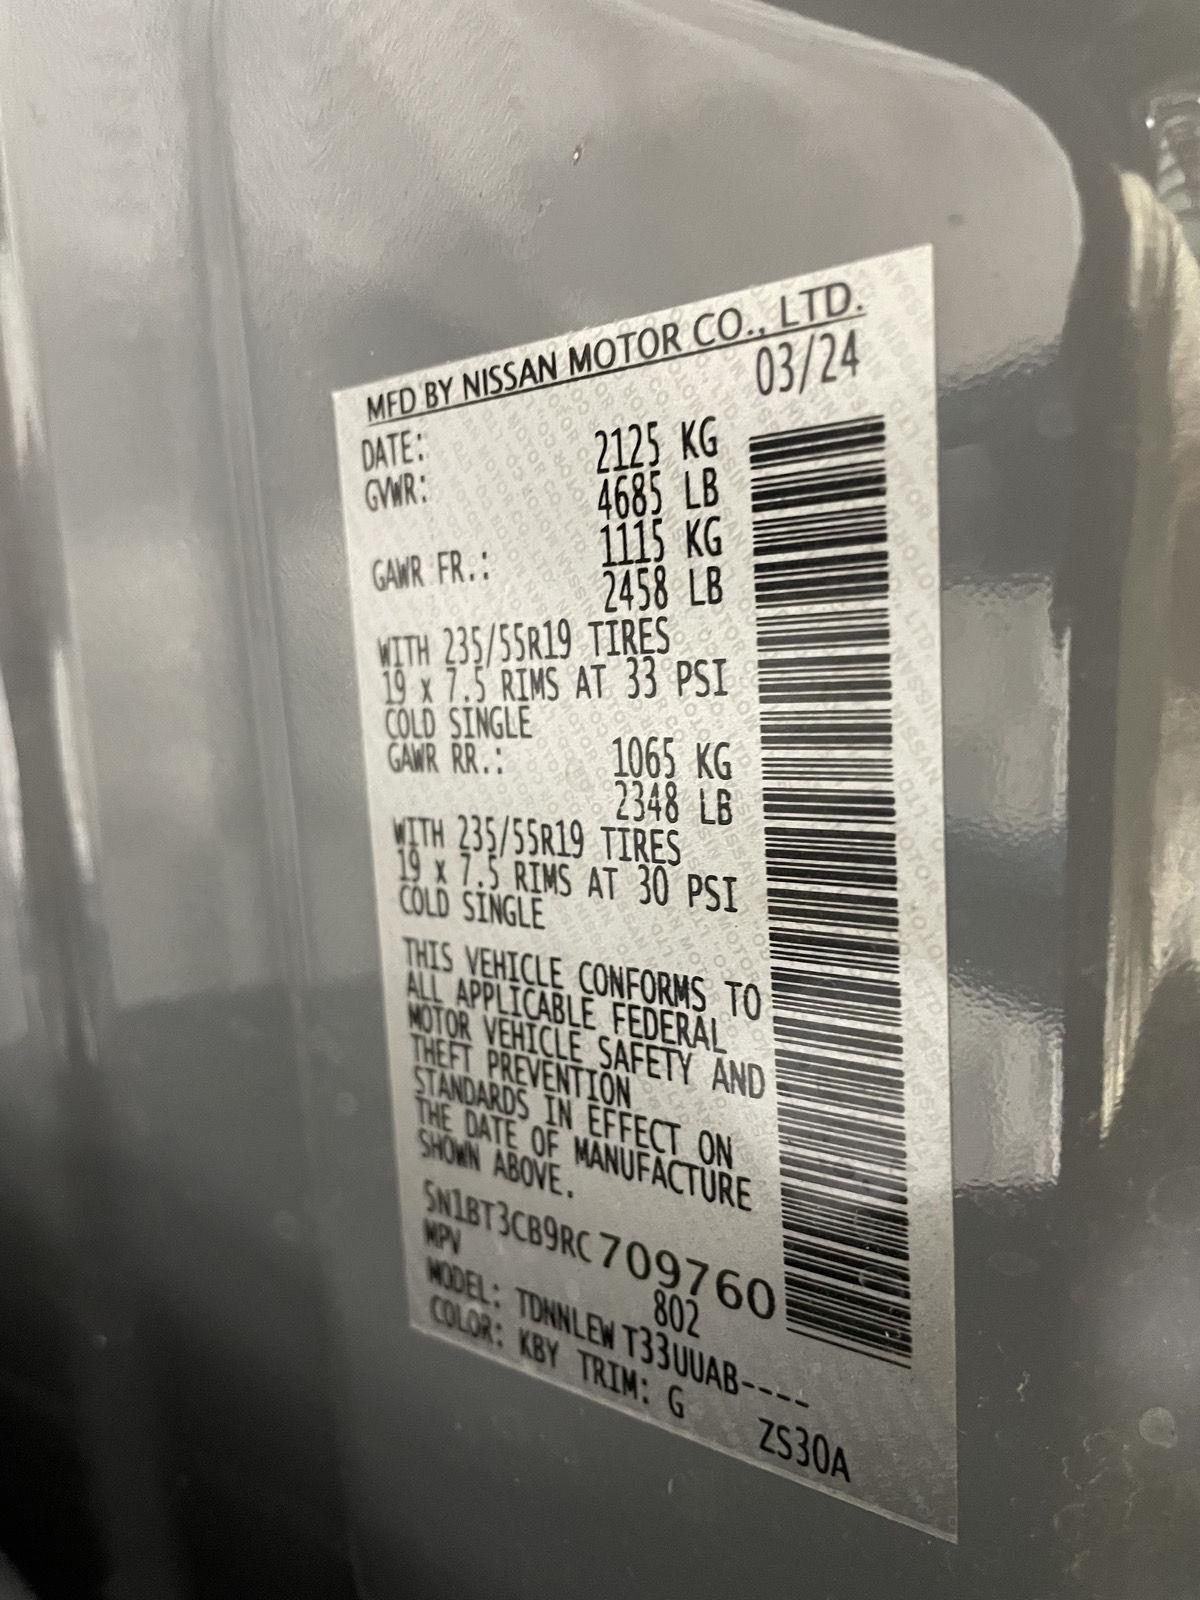 MFD BY NISSAN MOTOR CO., LTD.
DATE: 03/24
GVWR: 2125 KG
4685 LB
GAWR FR.: 1115 KG
2458 LB
WITH 235/55R19 TIRES
19 x 7.5 RIMS AT 33 PSI
COLD SINGLE
GAWR RR.: 1065 KG
2348 LB
WITH 235/55R19 TIRES
19 x 7.5 RIMS AT 30 PSI
COLD SINGLE
THIS VEHICLE CONFORMS TO
ALL APPLICABLE FEDERAL
MOTOR VEHICLE SAFETY AND
THEFT PREVENTION
STANDARDS IN EFFECT ON
THE DATE OF MANUFACTURE
SHOWN ABOVE.
5N1BT3CB9RC709760
MPV 802
MODEL: TDNNLEW T33UUAB----
COLOR: KBY TRIM: G ZS30A